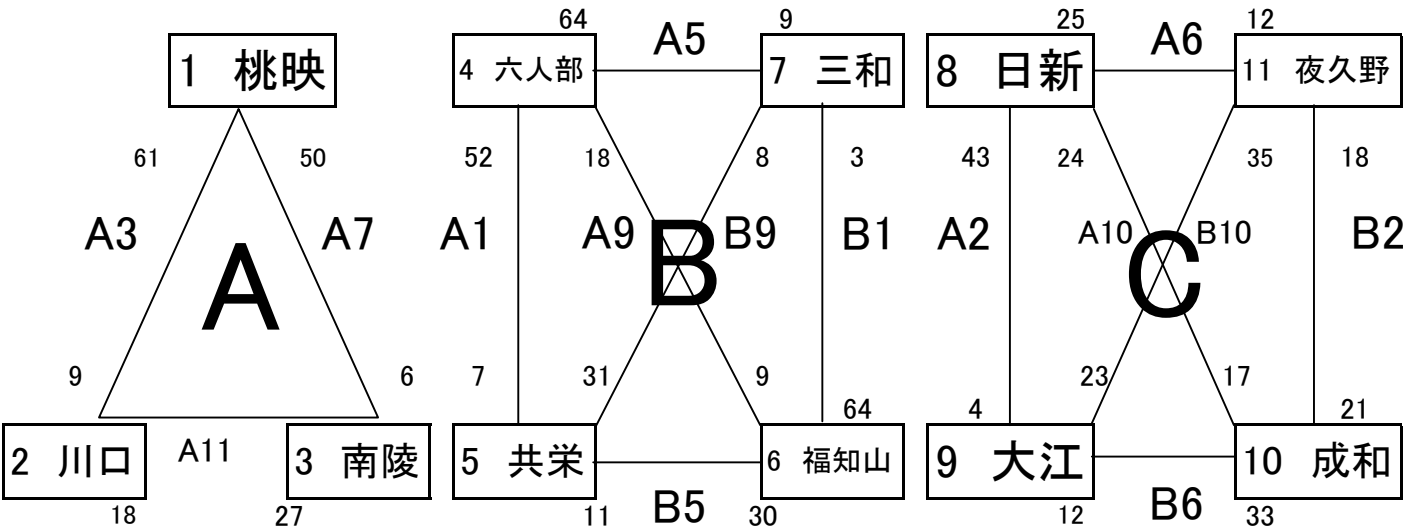 64 A5 9 25 A6 12
1 桃映 4 六人部 7 三和 8 日新 11 夜久野
61 50 52 18 8 3 43 24 35 18
A3 A7 A1 A9 B9 B1 A2 A10 B10 B2
A B C
9 6 7 31 9 64 4 23 17 21
2 川口 A11 3 南陵 5 共栄 6 福知山 9 大江 10 成和
18 27 11 B5 30 12 B6 33